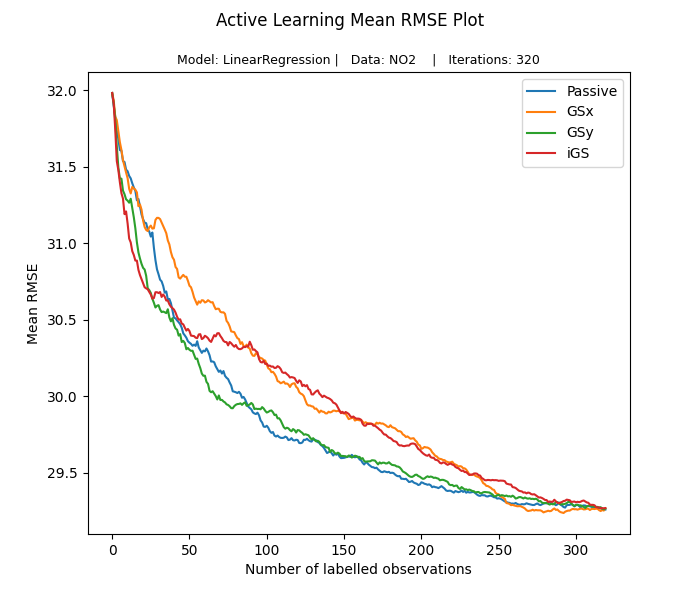 Active Learning Mean RMSE Plot
Model: LinearRegression | Data: NO2 | Iterations: 320
Passive
GSx
GSy
iGS
32.0
31.5
31.0
30.5
30.0
29.5
Mean RMSE
0 50 100 150 200 250 300
Number of labelled observations